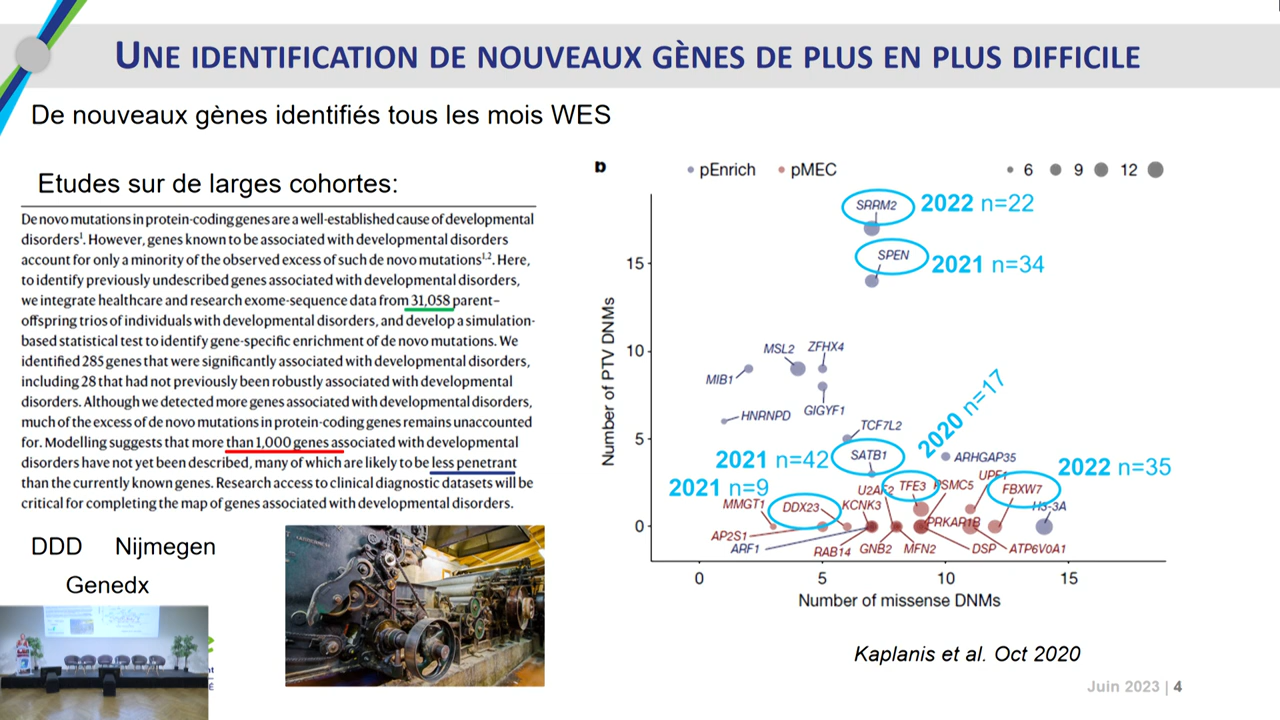 UNE IDENTIFICATION DE NOUVEAUX GÈNES DE PLUS EN PLUS DIFFICILE
De nouveaux gènes identifiés tous les mois WES
Etudes sur de larges cohortes:
De novo mutations in protein-coding genes are a well-established cause of developmental
disorders1. However, genes known to be associated with developmental disorders
account for only a minority of the observed excess of such de novo mutations1,2. Here,
to identify previously undescribed genes associated with developmental disorders,
we integrate healthcare and research exome-sequence data from 31,058 parent–
offspring trios of individuals with developmental disorders, and develop a simulation-
based statistical test to identify gene-specific enrichment of de novo mutations. We
identified 285 genes that were significantly associated with developmental disorders,
including 28 that had not previously been robustly associated with developmental
disorders. Although we detected more genes associated with developmental disorders,
much of the excess of de novo mutations in protein-coding genes remains unaccounted
for. Modelling suggests that more than 1,000 genes associated with developmental
disorders have not yet been described, many of which are likely to be less penetrant
than the currently known genes. Research access to clinical diagnostic datasets will be
critical for completing the map of genes associated with developmental disorders.
DDD Nijmegen
Genedx
b
pEnrich pMEC 6 9 12
SRRM2 2022 n=22
SPEN 2021 n=34
15
10
5
0
Number of PTV DNMs
MSL2 ZFHX4
MIB1
HNRNPD GIGYF1
TCF7L2
2020 n=17
2021 n=42 SATB1 ARHGAP35
2022 n=35
2021 n=9
U2AF2 TFE3 PSMC5 UPF1 FBXW7
MMGT1 DDX23 KCNK3 H3-3A
AP2S1 PRKAR1B
ARF1 RAB14 GNB2 MFN2 DSP ATP6V0A1
0 5 10 15
Number of missense DNMs
Kaplanis et al. Oct 2020
Juin 2023 | 4